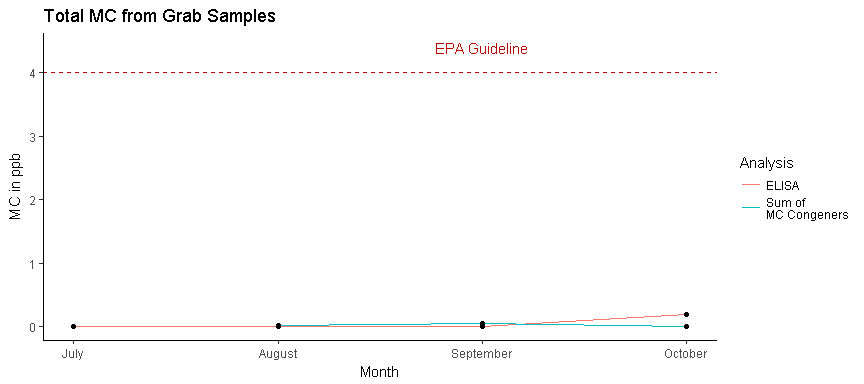 Total MC from Grab Samples
EPA Guideline
4
3
2
1
0
MC in ppb
July
August
September
October
Month
Analysis
ELISA
Sum of
MC Congeners